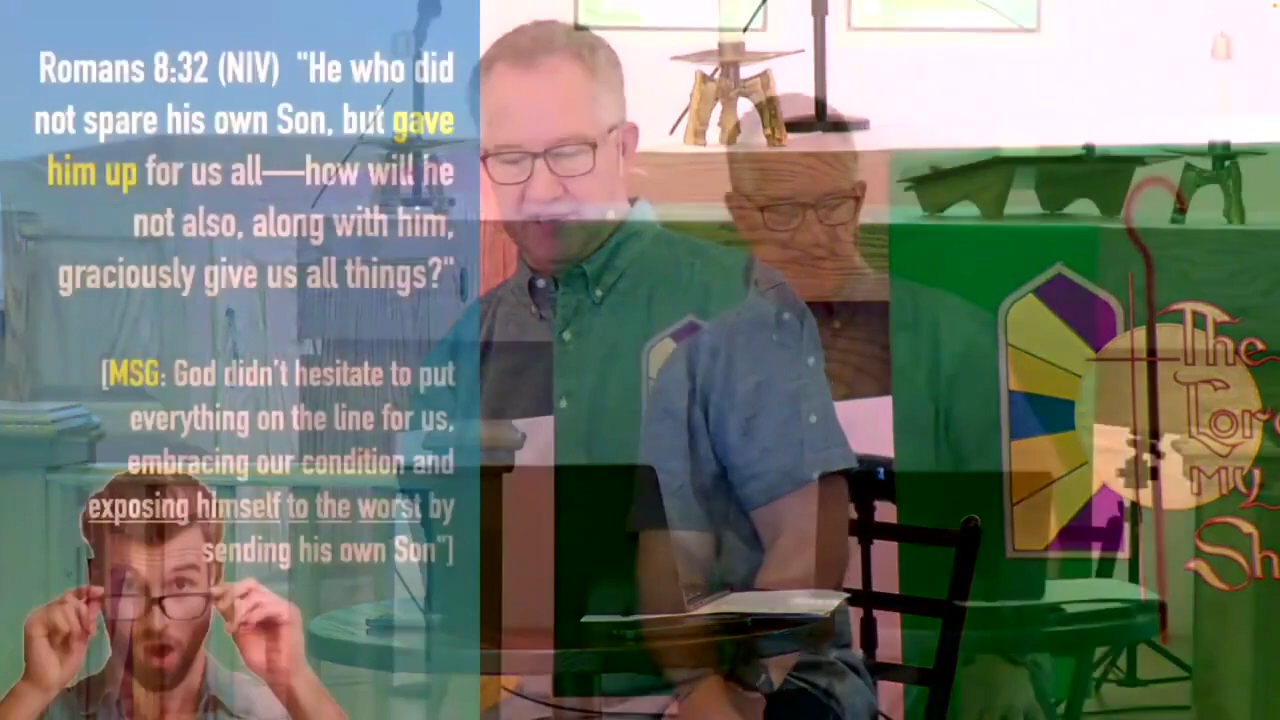 Romans 8:32 (NIV) "He who did
not spare his own Son, but gave
him up for us all—how will he
not also, along with him,
graciously give us all things?"
[MSG: God didn't hesitate to put
everything on the line for us,
embracing our condition and
exposing himself to the worst by
sending his own Son"]
The
Lor
My
Sh